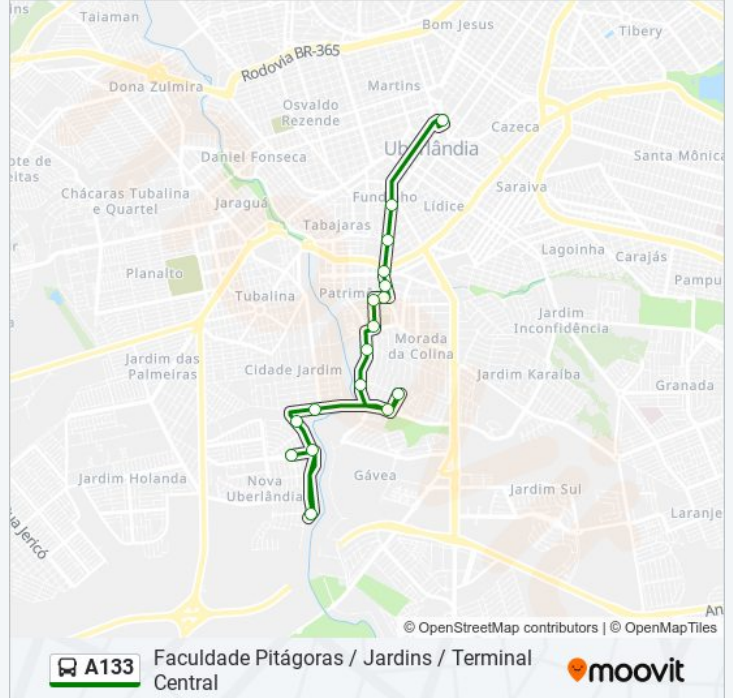 ins
Taiaman
Bom Jesus
Tibery
Rodovia BR-365
Dona Zulmira
Martins
Osvaldo
Rezende
Cazeca
Uberlândia
ote de
eitas
Daniel Fonseca
Santa Mônica
Saraiva
Chácaras Tubalina
e Quartel
Jaraguá
Fundinho
Lídice
Tabajaras
r
Lagoinha
Carajás
Planalto
Pampu
Tubalina
Patrim
a
Jardim
Inconfidência
Morada
da Colina
Jardim das
Palmeiras
Cidade Jardim
Jardim Karaíba
Granada
Jardim Holanda
Nova
Uberlândia
Gávea
Jardim Sul
Laranje
ua Jericó
An
© OpenStreetMap contributors | © OpenMapTiles
A133
Faculdade Pitágoras / Jardins / Terminal
Central
moovit